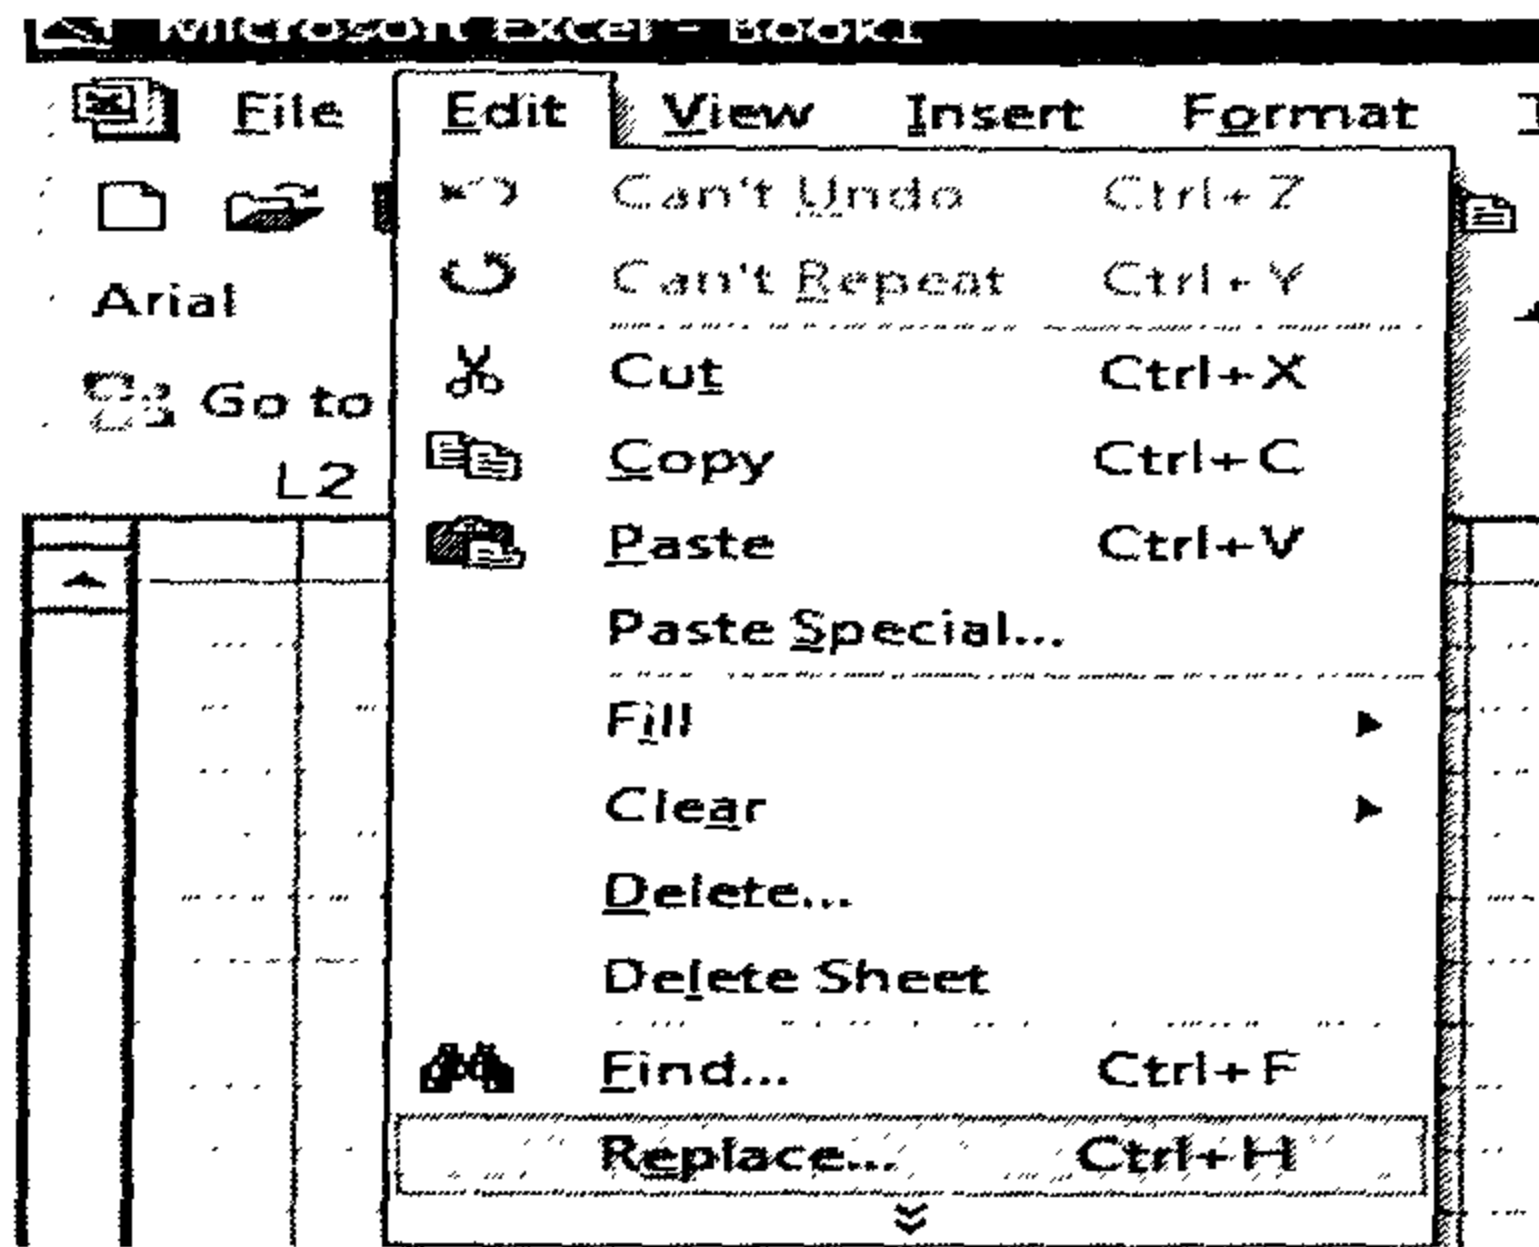 Microsoft Excel - Book1
File Edit View Insert Format
Can't Undo Ctrl+Z
Can't Repeat Ctrl+Y
Arial
Cut Ctrl+X
Go to
Copy Ctrl+C
L2
Paste Ctrl+V
Paste Special...
Fill
Clear
Delete...
Delete Sheet
Find... Ctrl+F
Replace... Ctrl+H